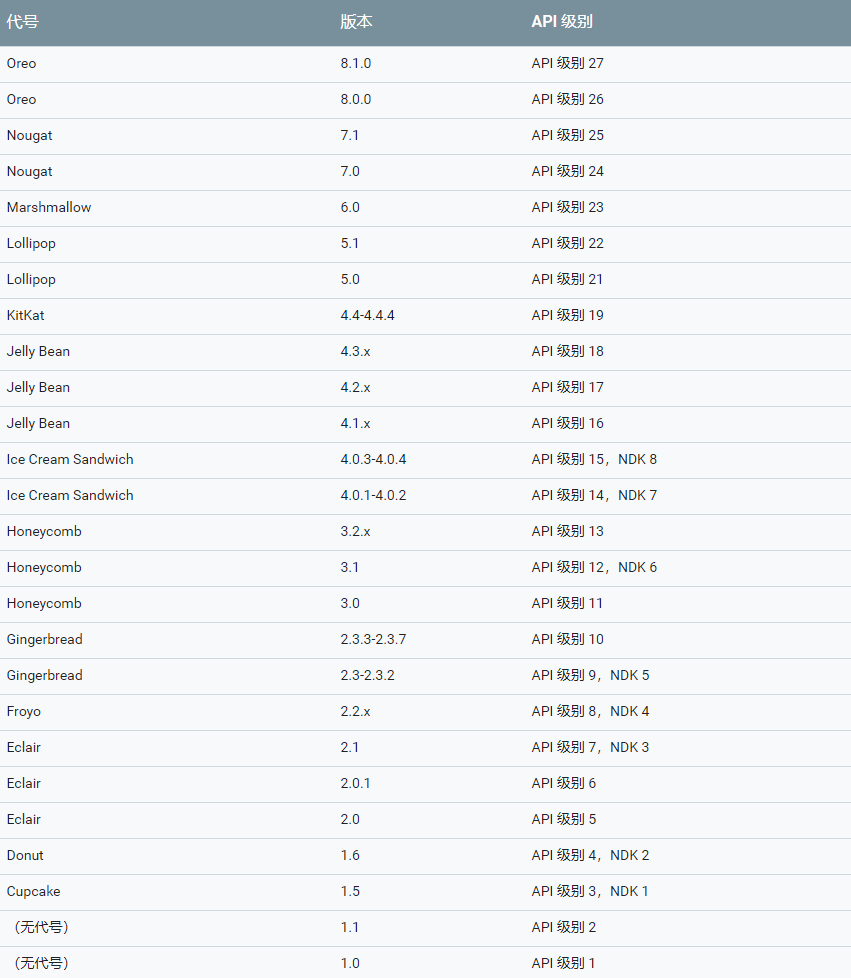 代号 版本 API 级别
Oreo 8.1.0 API 级别 27
Oreo 8.0.0 API 级别 26
Nougat 7.1 API 级别 25
Nougat 7.0 API 级别 24
Marshmallow 6.0 API 级别 23
Lollipop 5.1 API 级别 22
Lollipop 5.0 API 级别 21
KitKat 4.4-4.4.4 API 级别 19
Jelly Bean 4.3.x API 级别 18
Jelly Bean 4.2.x API 级别 17
Jelly Bean 4.1.x API 级别 16
Ice Cream Sandwich 4.0.3-4.0.4 API 级别 15，NDK 8
Ice Cream Sandwich 4.0.1-4.0.2 API 级别 14，NDK 7
Honeycomb 3.2.x API 级别 13
Honeycomb 3.1 API 级别 12，NDK 6
Honeycomb 3.0 API 级别 11
Gingerbread 2.3.3-2.3.7 API 级别 10
Gingerbread 2.3-2.3.2 API 级别 9，NDK 5
Froyo 2.2.x API 级别 8，NDK 4
Eclair 2.1 API 级别 7，NDK 3
Eclair 2.0.1 API 级别 6
Eclair 2.0 API 级别 5
Donut 1.6 API 级别 4，NDK 2
Cupcake 1.5 API 级别 3，NDK 1
（无代号） 1.1 API 级别 2
（无代号） 1.0 API 级别 1